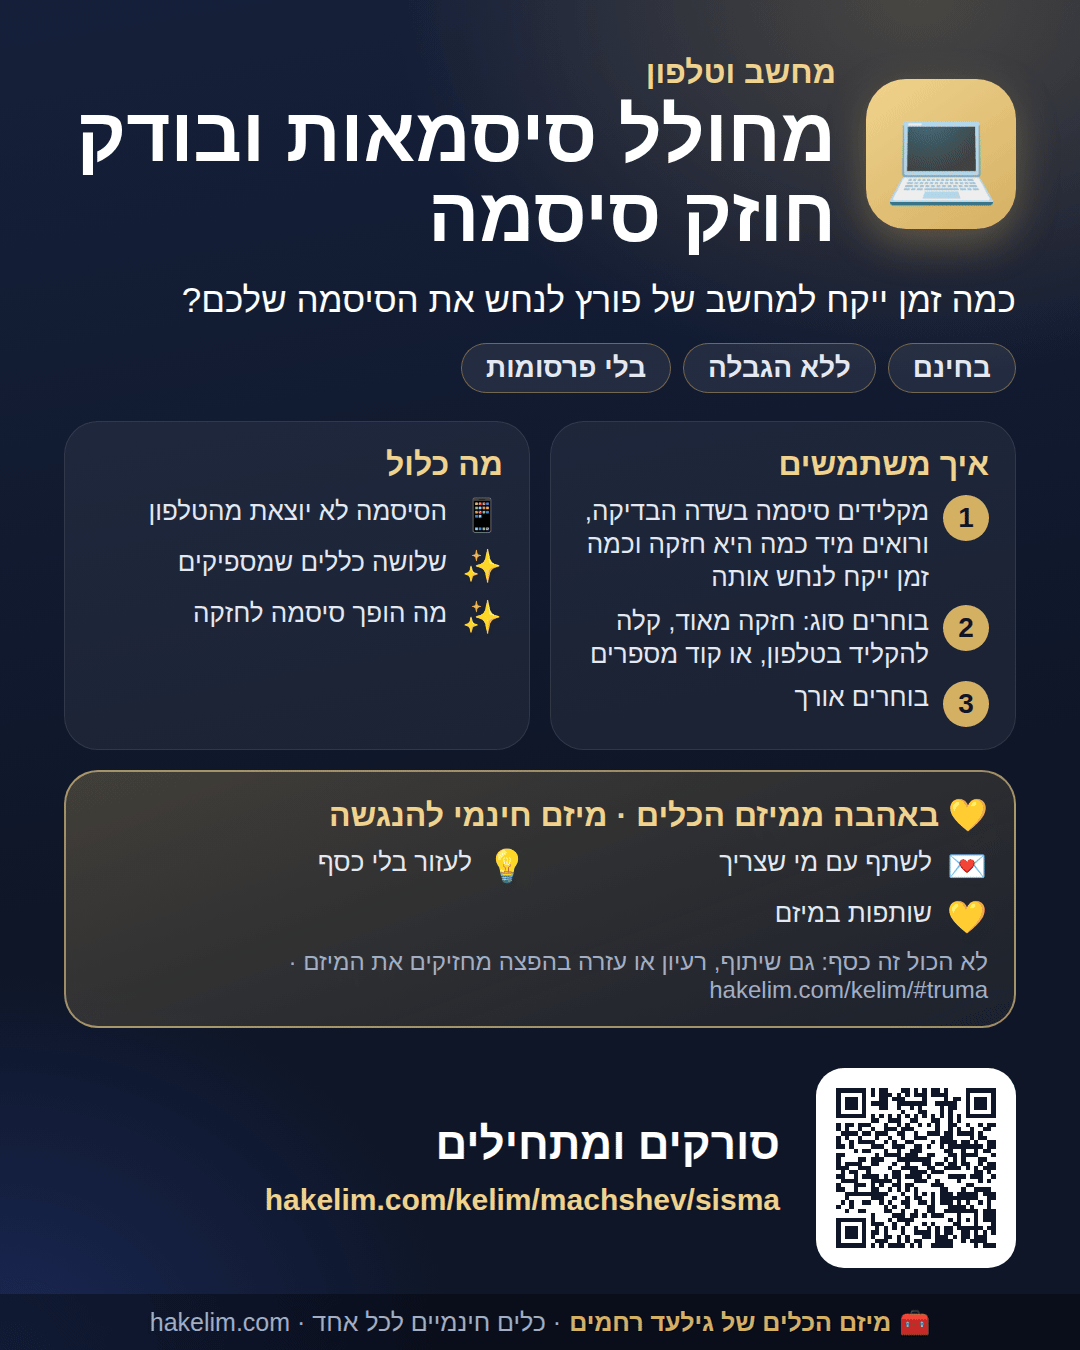 מחשב וטלפון
מחולל סיסמאות ובודק
חוזק סיסמה
כמה זמן ייקח למחשב של פורץ לנחש את הסיסמה שלכם?
בחינם
ללא הגבלה
בלי פרסומות
איך משתמשים
1 מקלידים סיסמה בשדה הבדיקה,
ורואים מיד כמה היא חזקה וכמה
זמן ייקח לנחש אותה
2 בוחרים סוג: חזקה מאוד, קלה
להקליד בטלפון, או קוד מספרים
3 בוחרים אורך
מה כלול
הסיסמה לא יוצאת מהטלפון
שלושה כללים שמספיקים
מה הופך סיסמה לחזקה
💛 באהבה ממיזם הכלים · מיזם חינמי להנגשה
לשתף עם מי שצריך
לעזור בלי כסף
שותפות במיזם
לא הכול זה כסף: גם שיתוף, רעיון או עזרה בהפצה מחזיקים את המיזם ·
hakelim.com/kelim/#truma
סורקים ומתחילים
hakelim.com/kelim/machshev/sisma
🧰 מיזם הכלים של גילעד רחמים · כלים חינמיים לכל אחד · hakelim.com